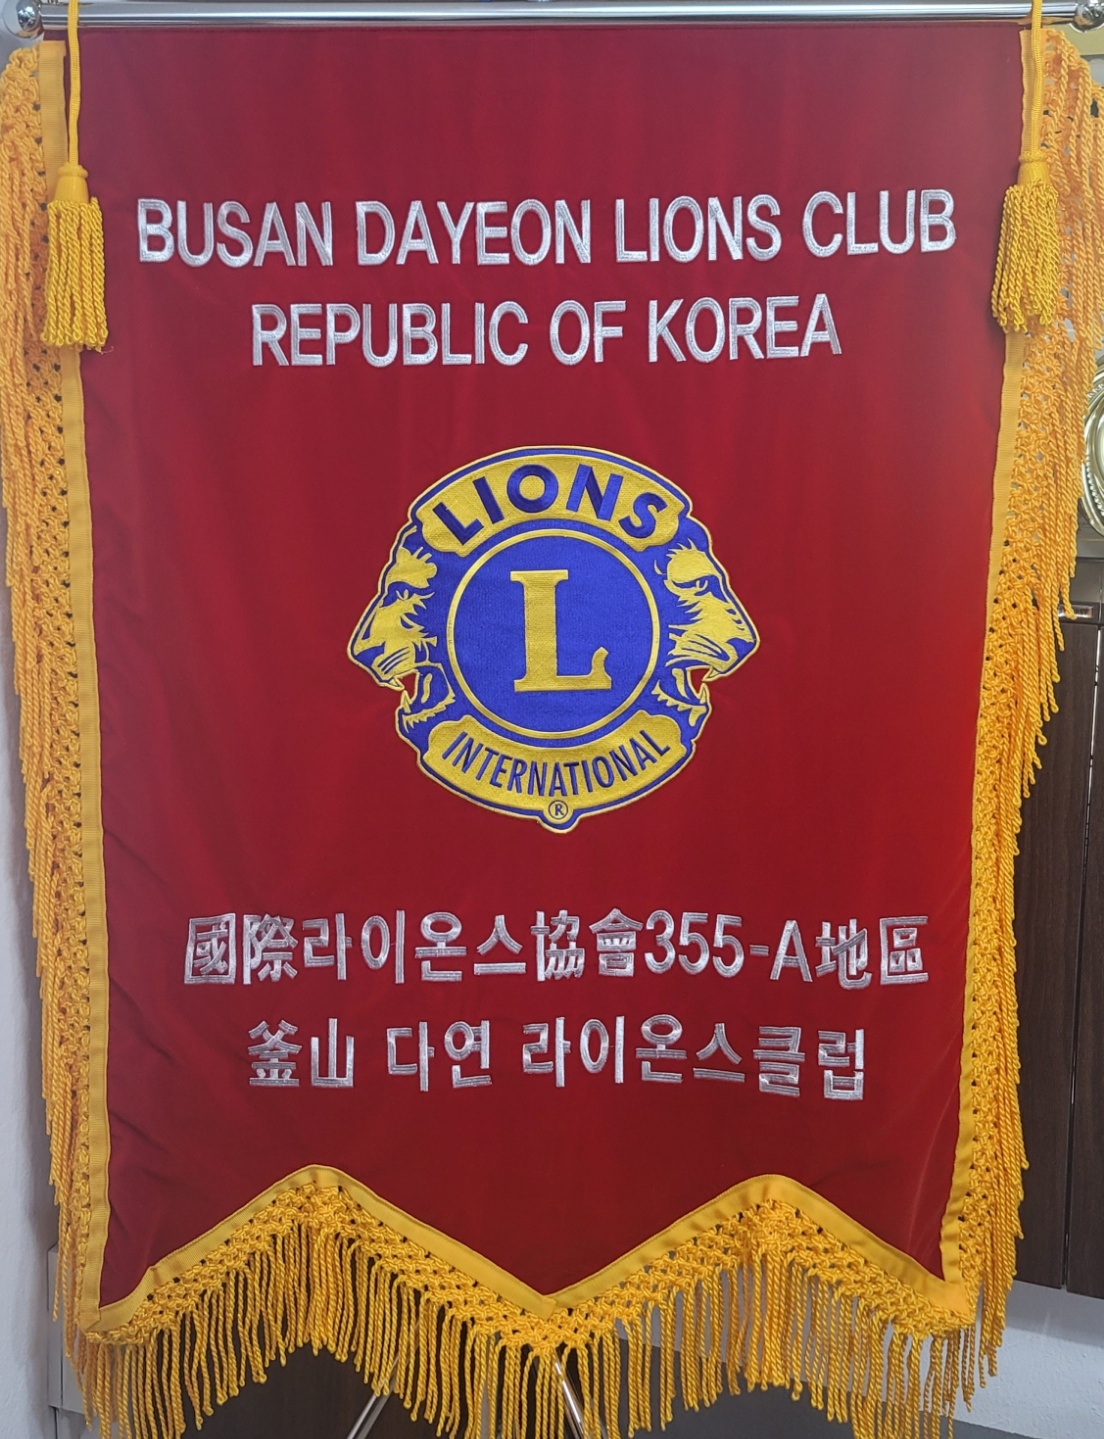 BUSAN DAYEON LIONS CLUB
REPUBLIC OF KOREA
LIONS
L
INTERNATIONAL
®
國際라이온스協會355-A地區
釜山 다연 라이온스클럽